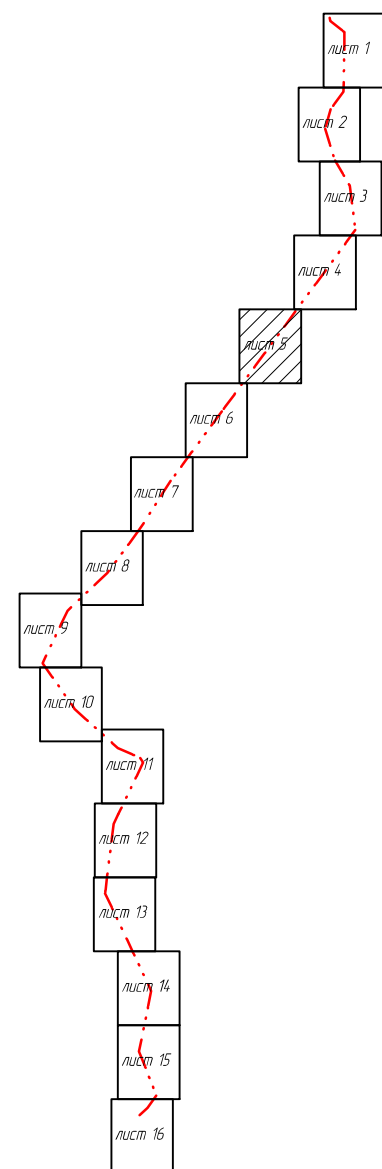 лист 1
лист 2
лист 3
лист 4
лист 5
лист 6
лист 7
лист 8
лист 9
лист 10
лист 11
лист 12
лист 13
лист 14
лист 15
лист 16